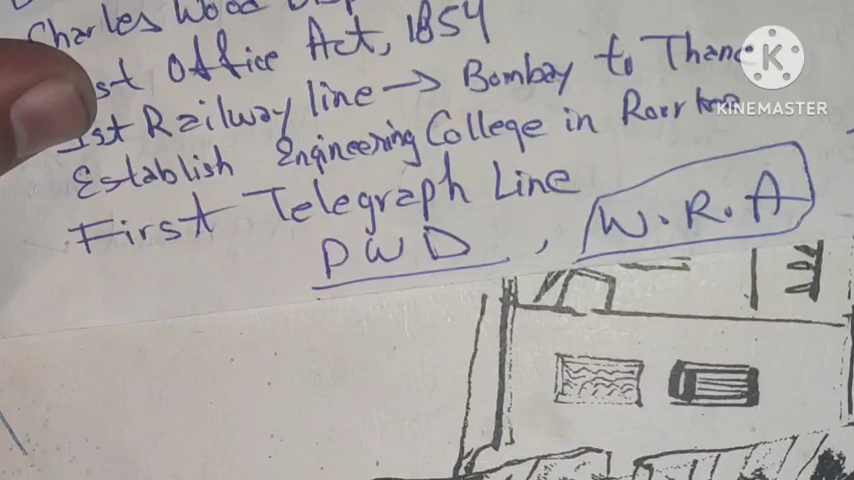 Charles Wood
st Office Act, 1854
1st Railway line → Bombay to Thane
Establish Engineering College in Roorkee
First Telegraph Line
PWD, W.R.A
K
KINEMASTER